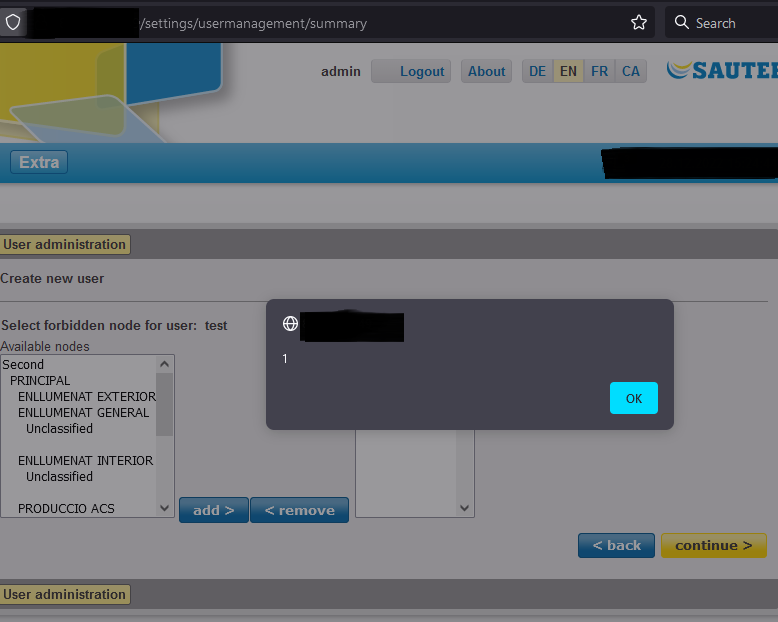 /settings/usermanagement/summary
Search
admin Logout About DE EN FR CA SAUTE
Extra
User administration
Create new user
Select forbidden node for user: test
Available nodes
Second
PRINCIPAL
ENLLUMENAT EXTERIOR
ENLLUMENAT GENERAL
Unclassified
ENLLUMENAT INTERIOR
Unclassified
PRODUCCIO ACS
1
OK
add > < remove
< back continue >
User administration